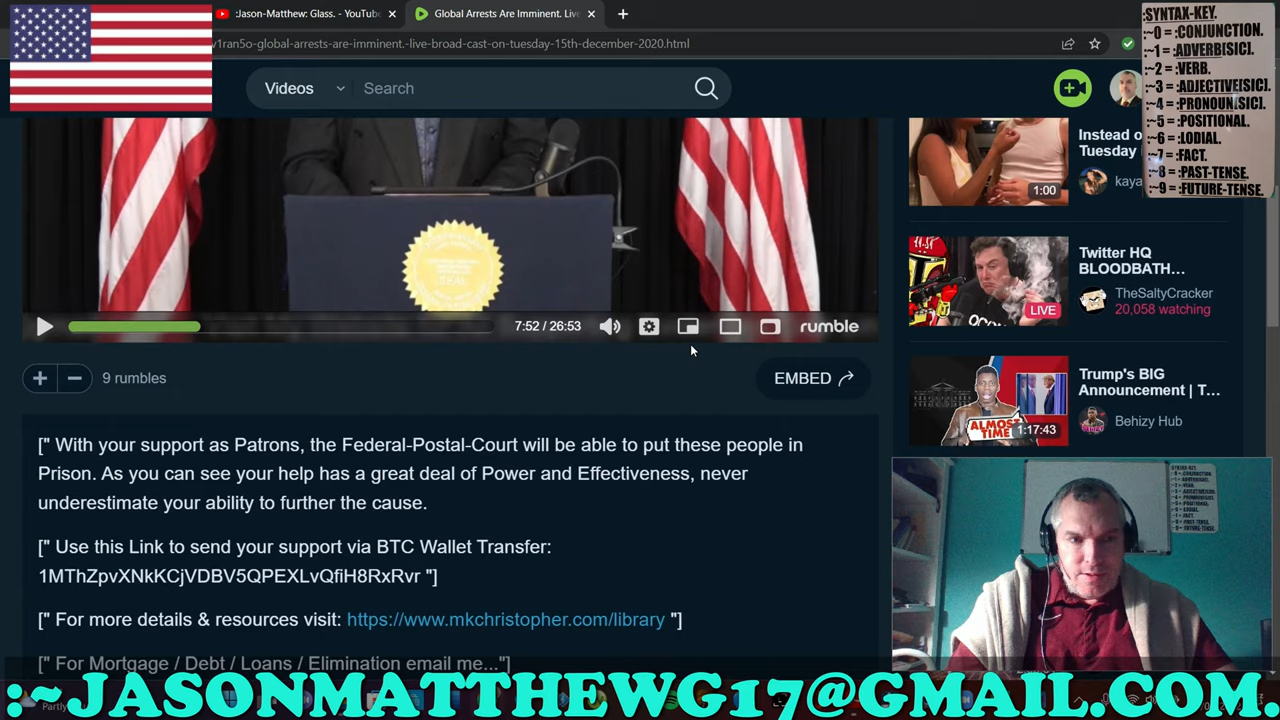 :Jason-Matthew: Glass. - YouTube
Global Arrests Are Imminent. Live
v1ran5o-global-arrests-are-imminent.-live-broad-cast-on-tuesday-15th-december-2020.html
Videos
Search
:SYNTAX-KEY.
:~0 = :CONJUNCTION.
:~1 = :ADVERB[SIC].
:~2 = :VERB.
:~3 = :ADJECTIVE[SIC].
:~4 = :PRONOUN[SIC].
:~5 = :POSITIONAL.
:~6 = :LODIAL.
:~7 = :FACT.
:~8 = :PAST-TENSE.
:~9 = :FUTURE-TENSE.
Instead o
Tuesday
kaya
1:00
Twitter HQ
BLOODBATH…
TheSaltyCracker
20,058 watching
LIVE
Trump's BIG
Announcement | T…
Behizy Hub
ALMOST
TIME
1:17:43
7:52 / 26:53
rumble
9 rumbles
EMBED
[" With your support as Patrons, the Federal-Postal-Court will be able to put these people in
Prison. As you can see your help has a great deal of Power and Effectiveness, never
underestimate your ability to further the cause.
[" Use this Link to send your support via BTC Wallet Transfer:
1MThZpvXNkKCjVDBV5QPEXLvQfiH8RxRvr "]
[" For more details & resources visit: https://www.mkchristopher.com/library "]
[" For Mortgage / Debt / Loans / Elimination email me..."]
:~JASONMATTHEWG17@GMAIL.COM.